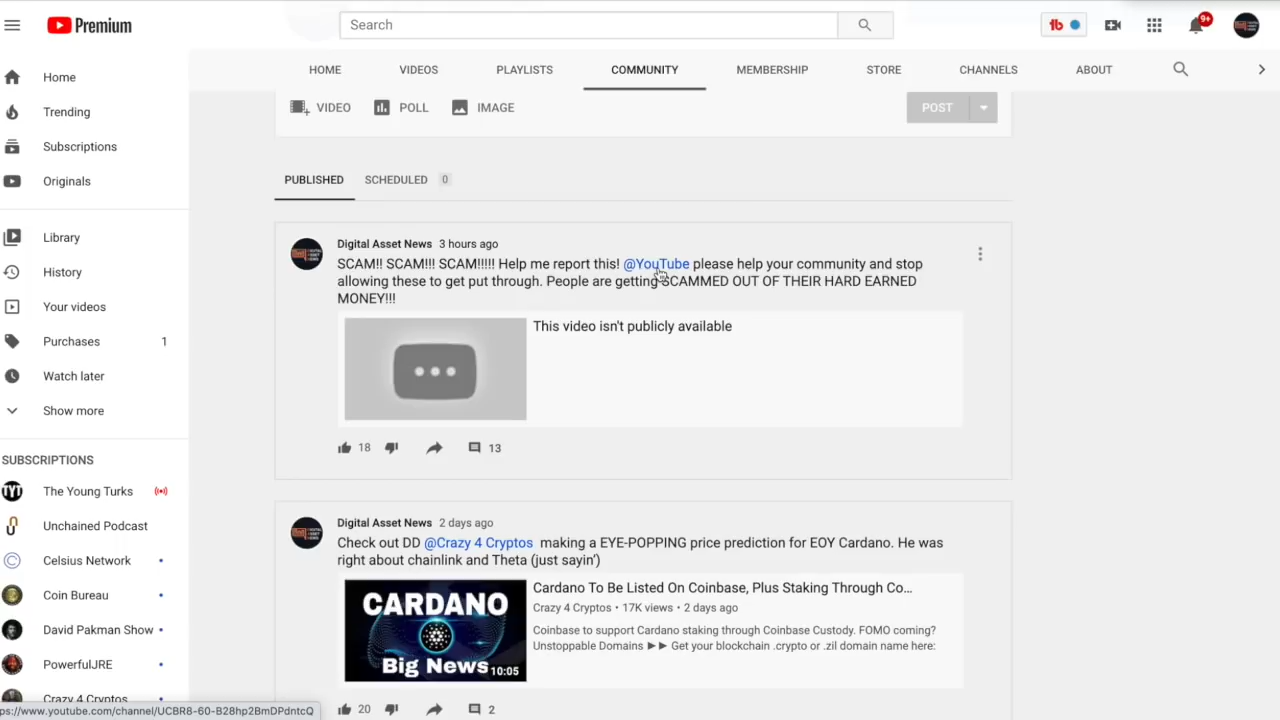 Premium
Search
tb
9+
HOME
VIDEOS
PLAYLISTS
COMMUNITY
MEMBERSHIP
STORE
CHANNELS
ABOUT
Home
Trending
Subscriptions
Originals
Library
History
Your videos
Purchases 1
Watch later
Show more
SUBSCRIPTIONS
TYT The Young Turks
Unchained Podcast
Celsius Network
Coin Bureau
David Pakman Show
PowerfulJRE
Crazy 4 Cryptos
ps://www.youtube.com/channel/UCBR8-60-B28hp2BmDPdntcQ
VIDEO
POLL
IMAGE
POST
PUBLISHED
SCHEDULED 0
Digital Asset News 3 hours ago
SCAM!! SCAM!!! SCAM!!!!! Help me report this! @YouTube please help your community and stop
allowing these to get put through. People are getting SCAMMED OUT OF THEIR HARD EARNED
MONEY!!!
This video isn't publicly available
18
13
Digital Asset News 2 days ago
Check out DD @Crazy 4 Cryptos making a EYE-POPPING price prediction for EOY Cardano. He was
right about chainlink and Theta (just sayin')
CARDANO
Big News
10:05
Cardano To Be Listed On Coinbase, Plus Staking Through Co...
Crazy 4 Cryptos • 17K views • 2 days ago
Coinbase to support Cardano staking through Coinbase Custody. FOMO coming?
Unstoppable Domains ►► Get your blockchain .crypto or .zil domain name here:
20
2